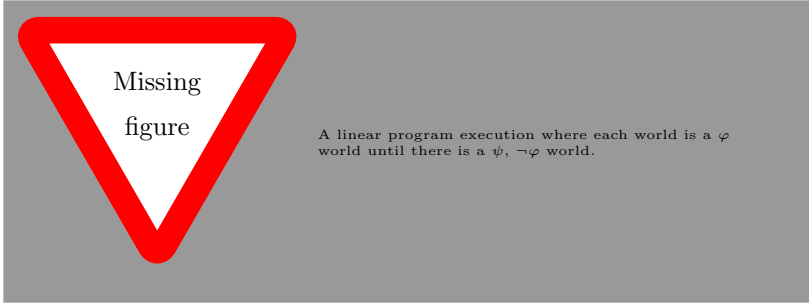 Missing
figure
A linear program execution where each world is a φ
world until there is a ψ, ¬φ world.